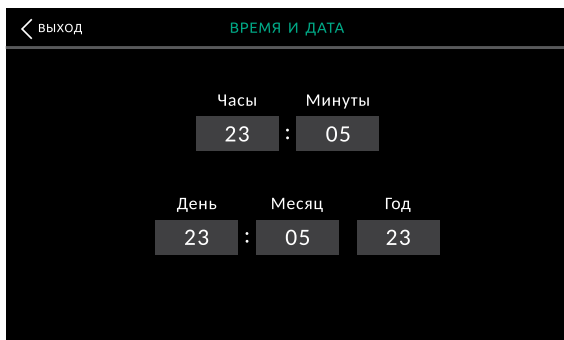 ВЫХОД ВРЕМЯ И ДАТА
Часы Минуты
23 : 05
День Месяц Год
23 : 05 23